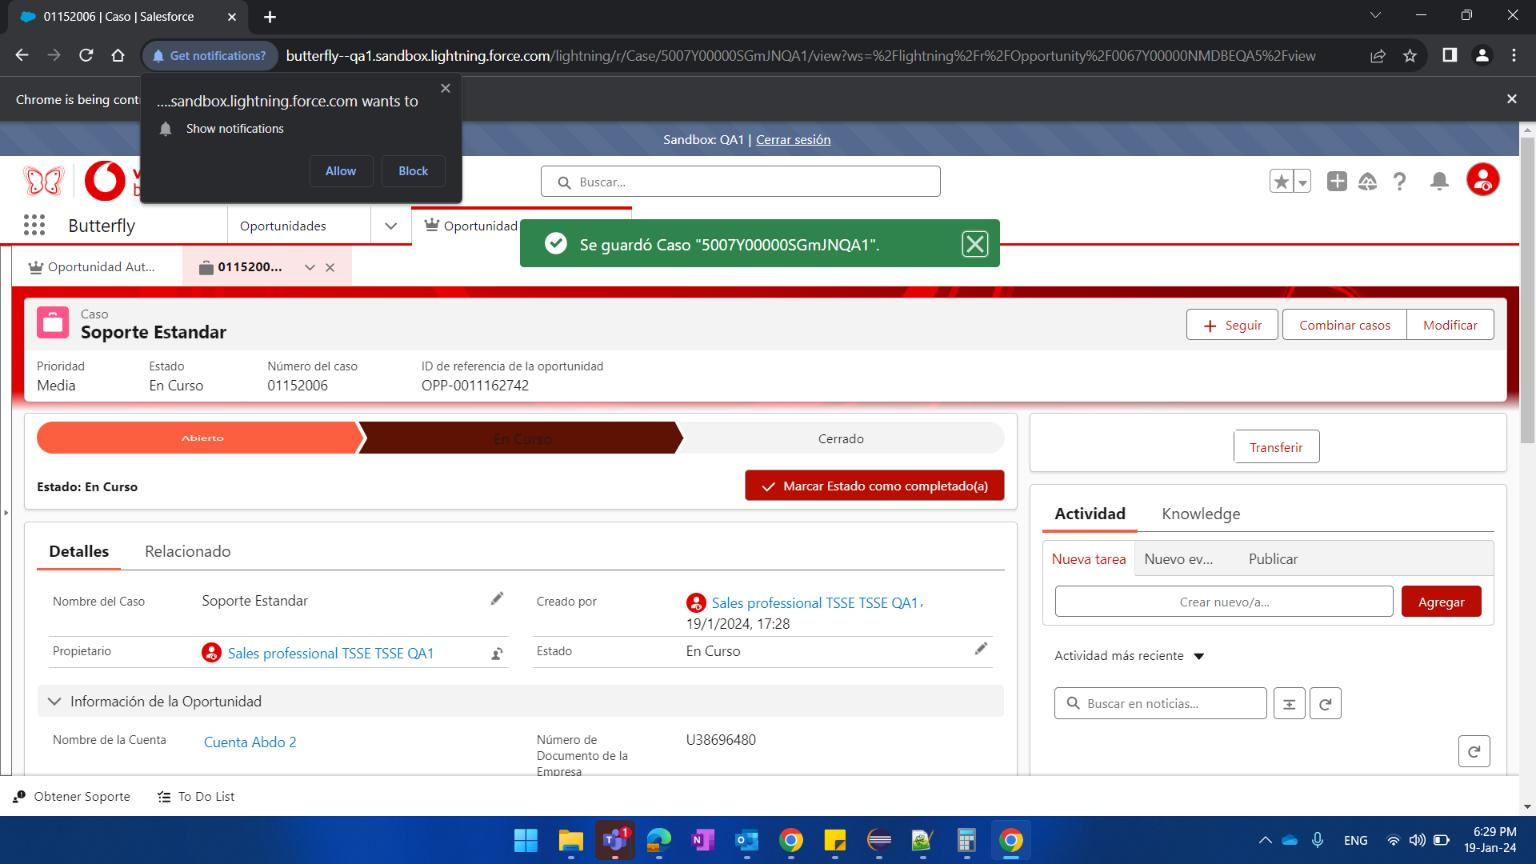 01152006 | Caso | Salesforce
Get notifications?
butterfly--qa1.sandbox.lightning.force.com/lightning/r/Case/5007Y00000SGmJNQA1/view?ws=%2Flightning%2Fr%2FOpportunity%2F0067Y00000NMDBEQA5%2Fview
Chrome is being cont
....sandbox.lightning.force.com wants to
Show notifications
Allow
Block
Sandbox: QA1 | Cerrar sesión
Buscar...
Butterfly
Oportunidades
Oportunidad
Se guardó Caso "5007Y00000SGmJNQA1".
Oportunidad Aut...
0115200...
Caso
Soporte Estandar
Seguir
Combinar casos
Modificar
Prioridad
Media
Estado
En Curso
Número del caso
01152006
ID de referencia de la oportunidad
OPP-0011162742
Abierto
En Curso
Cerrado
Estado: En Curso
Marcar Estado como completado(a)
Transferir
Detalles
Relacionado
Nombre del Caso
Soporte Estandar
Creado por
Sales professional TSSE TSSE QA1,
19/1/2024, 17:28
Propietario
Sales professional TSSE TSSE QA1
Estado
En Curso
Información de la Oportunidad
Nombre de la Cuenta
Cuenta Abdo 2
Número de
Documento de la
Empresa
U38696480
Actividad
Knowledge
Nueva tarea
Nuevo ev...
Publicar
Crear nuevo/a...
Agregar
Actividad más reciente
Buscar en noticias...
Obtener Soporte
To Do List
1
ENG
6:29 PM
19-Jan-24